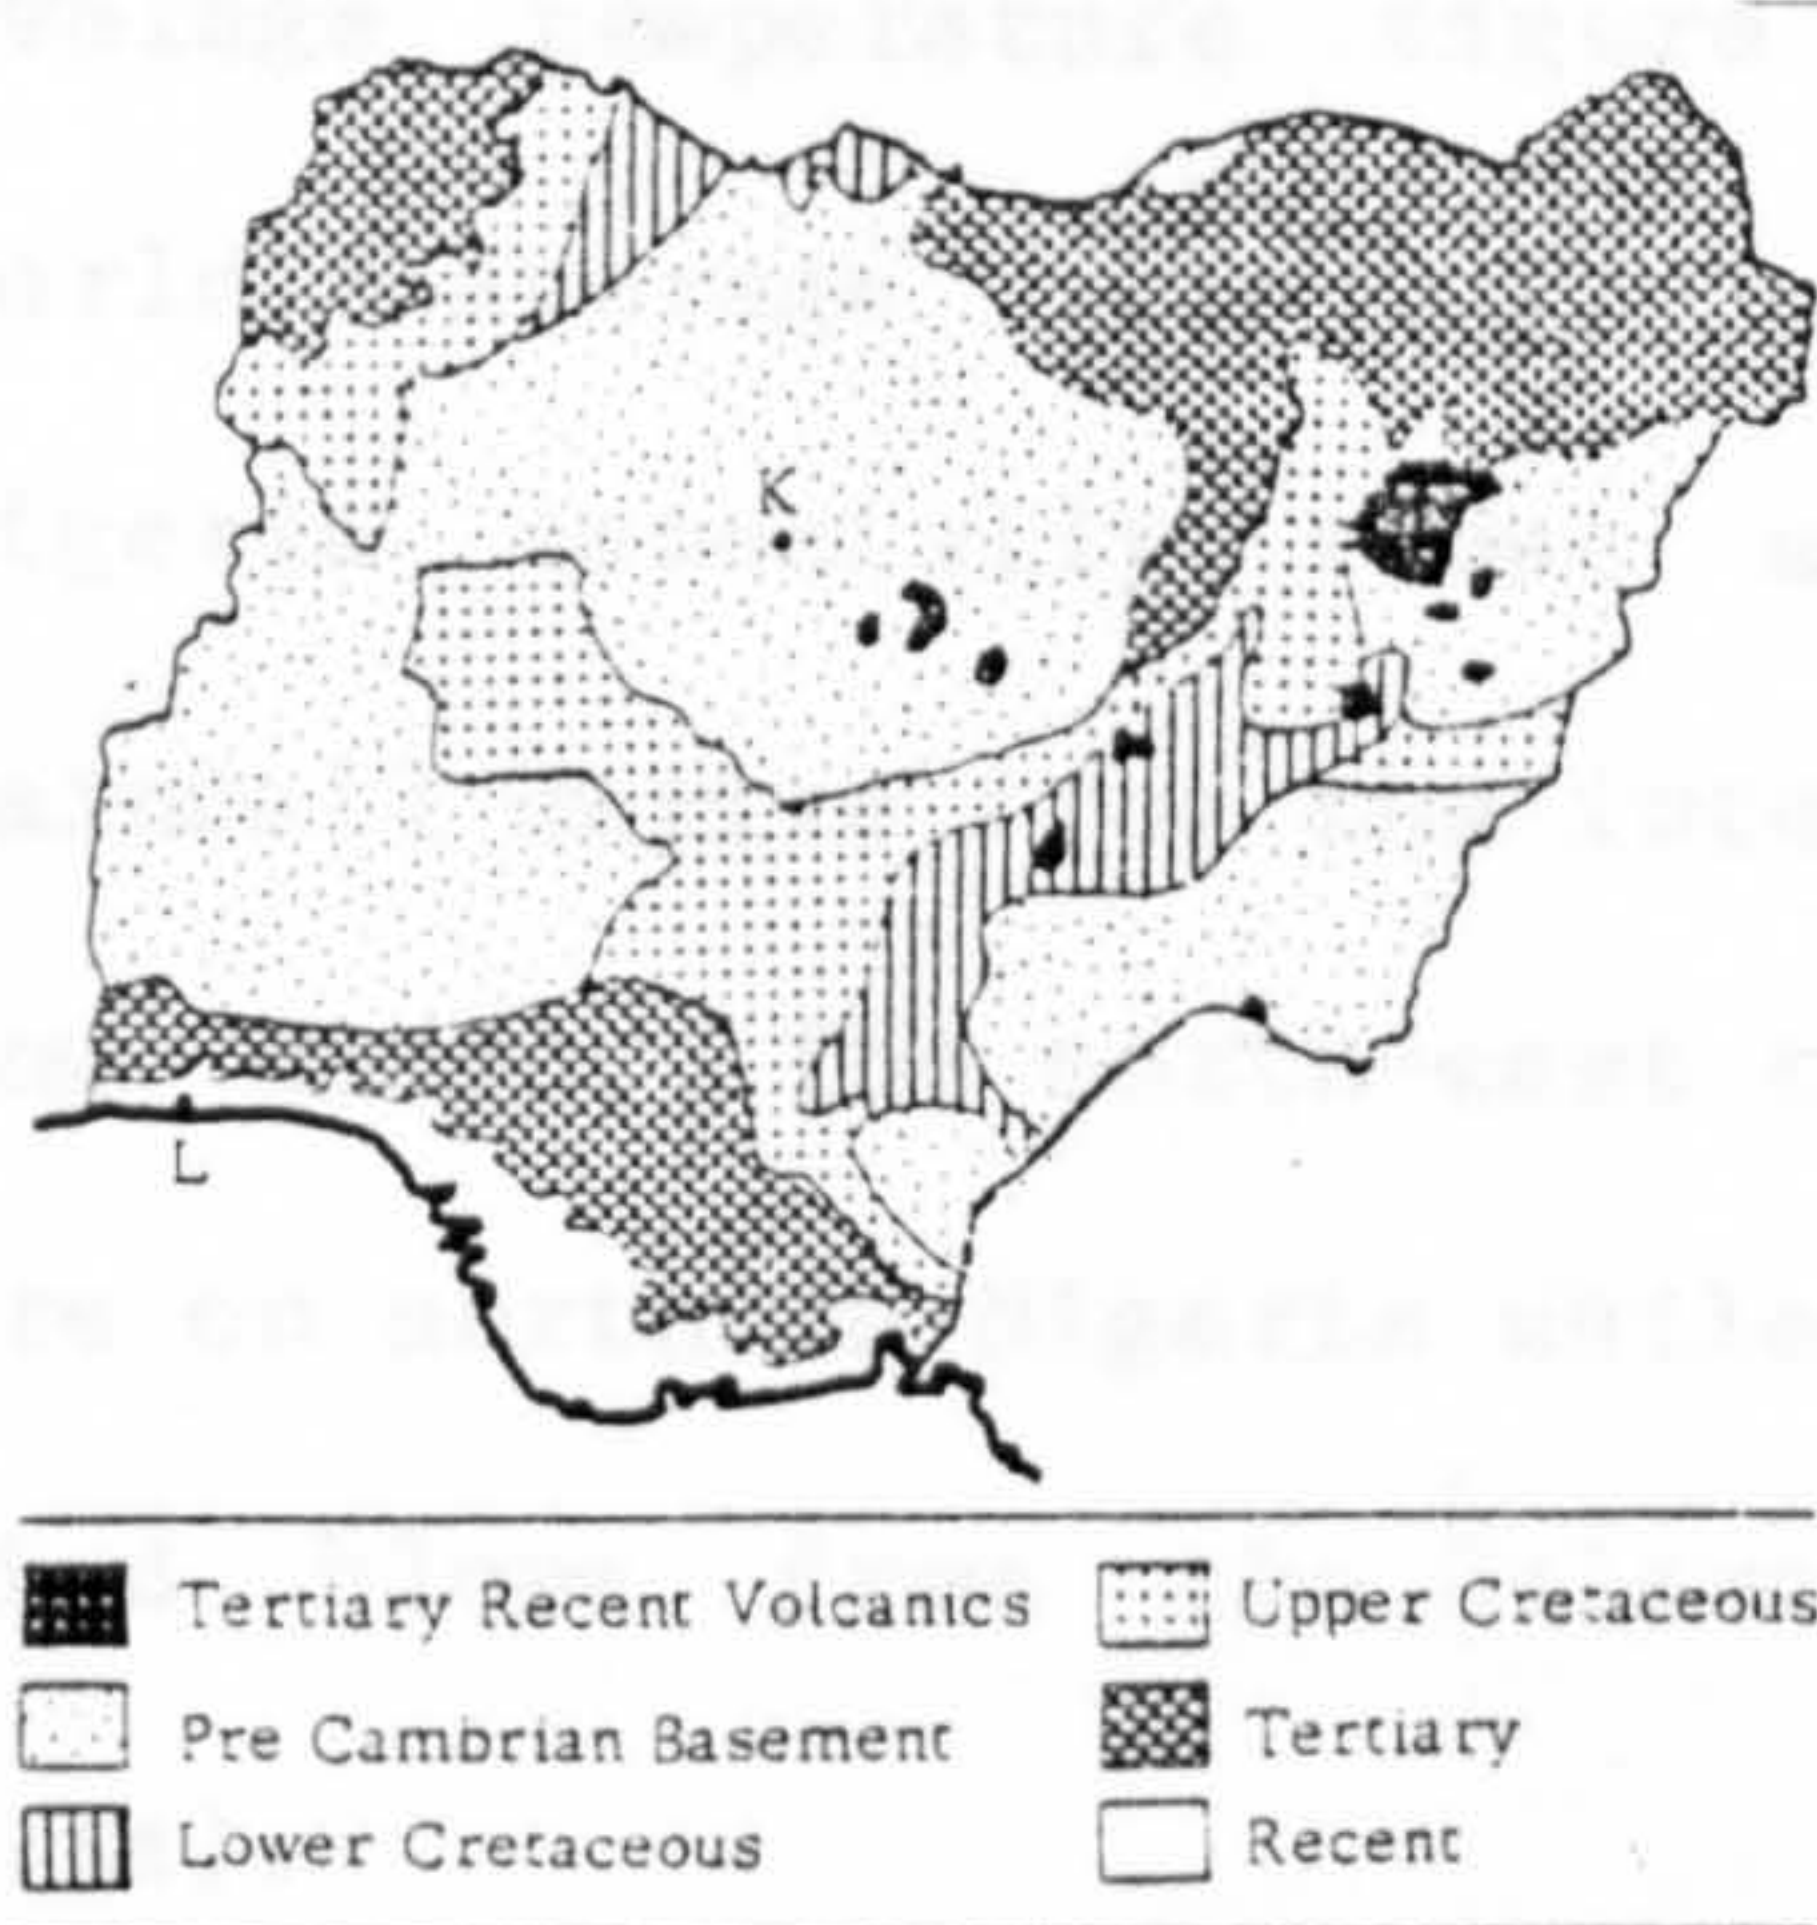 K
L
Tertiary Recent Volcanics
Pre Cambrian Basement
Lower Cretaceous
Upper Cretaceous
Tertiary
Recent